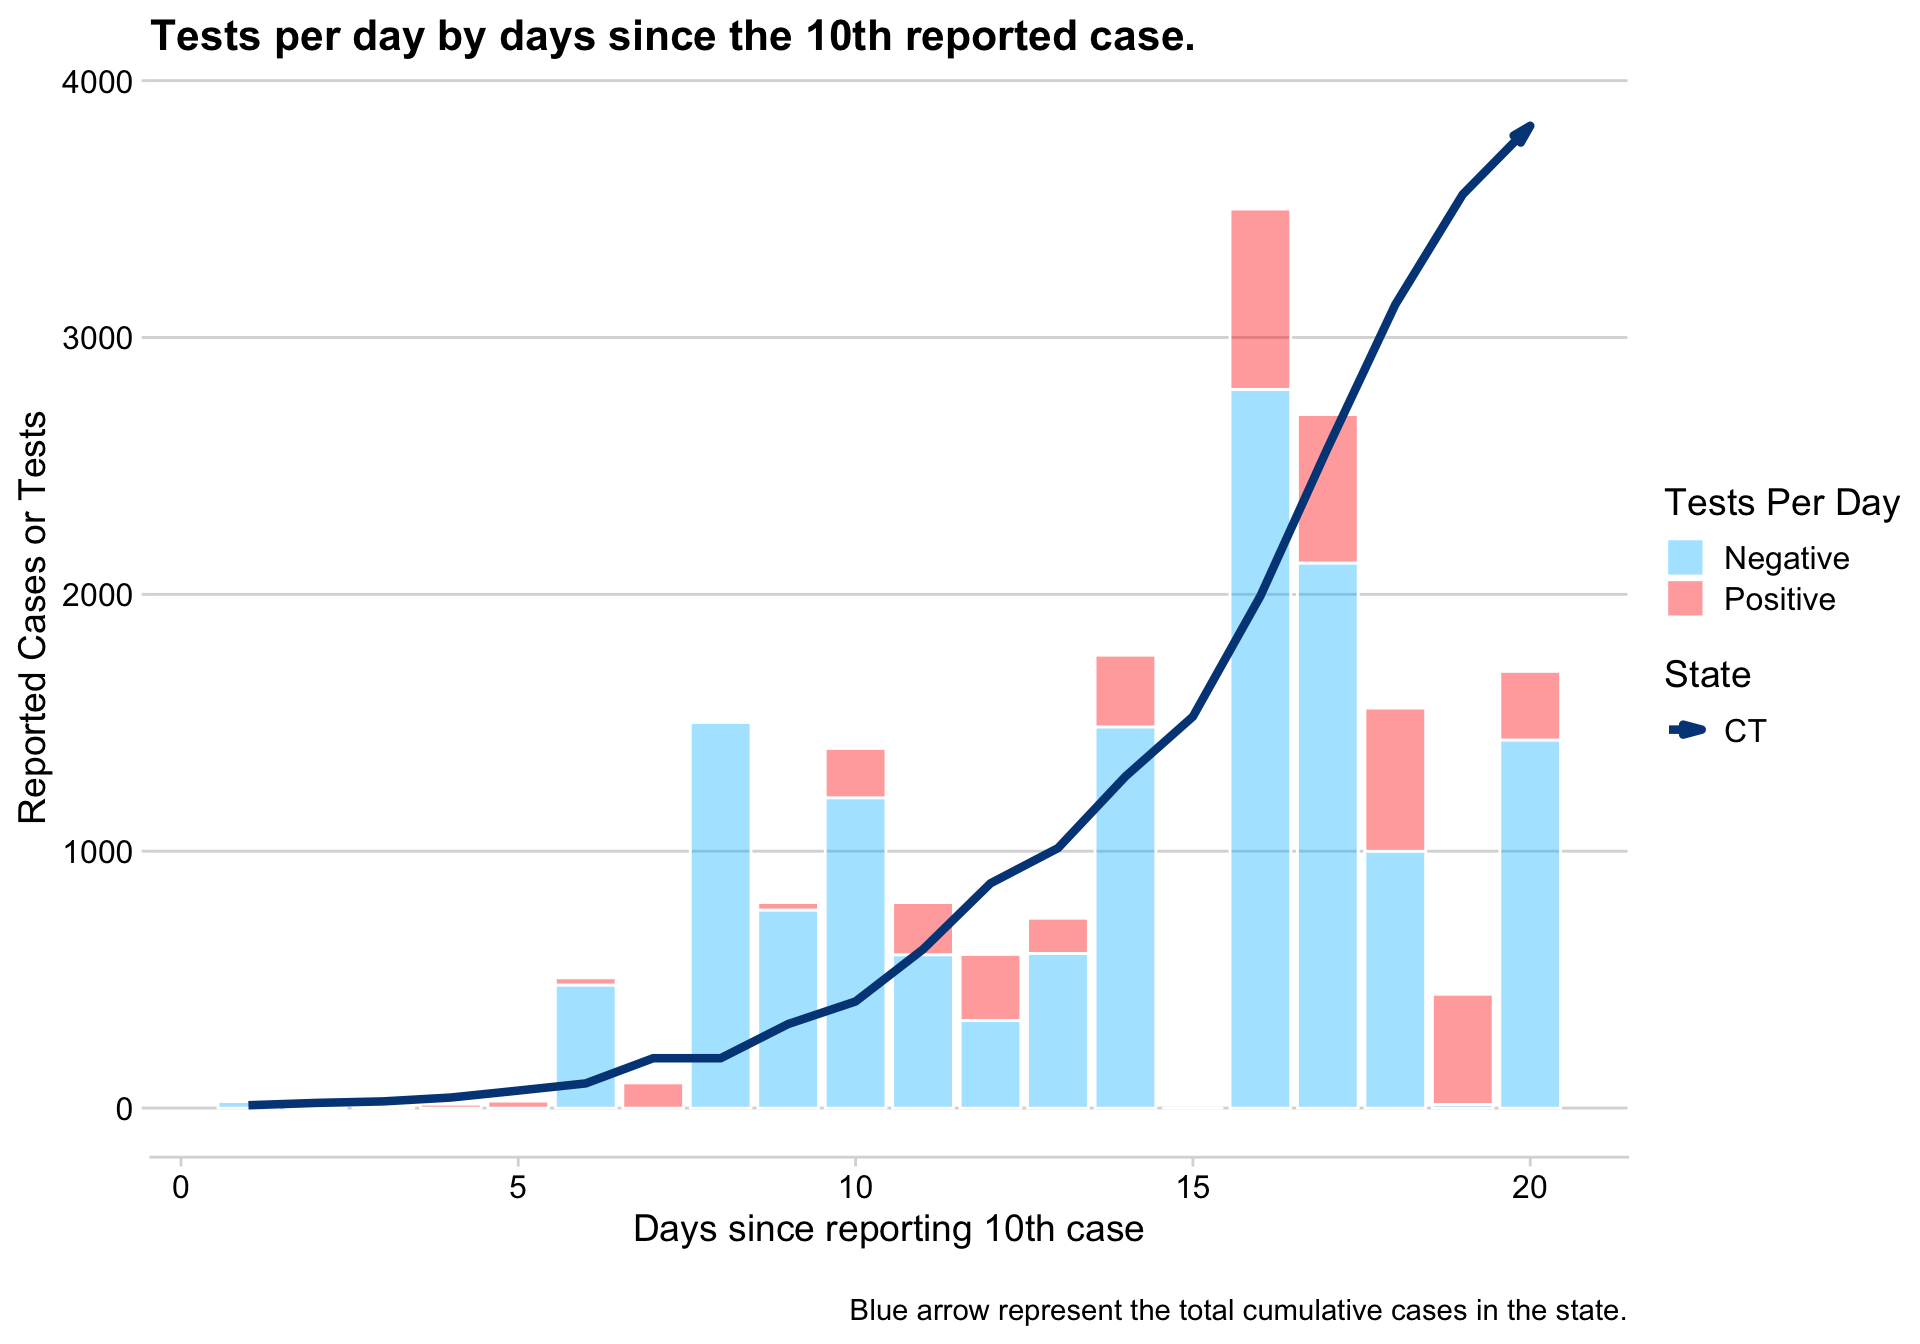 Tests per day by days since the 10th reported case.
4000
3000
2000
1000
0
Reported Cases or Tests
0 5 10 15 20
Days since reporting 10th case
Tests Per Day
Negative
Positive
State
CT
Blue arrow represent the total cumulative cases in the state.